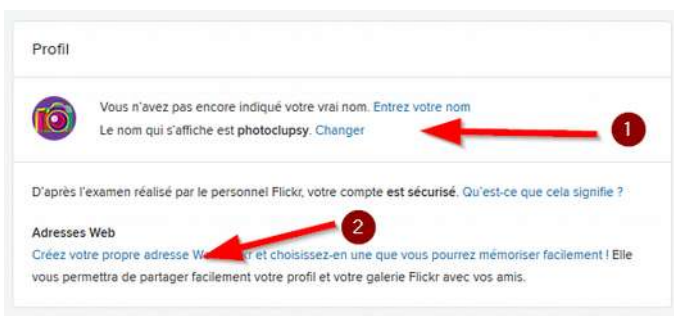 Profil
Vous n'avez pas encore indiqué votre vrai nom. Entrez votre nom
Le nom qui s'affiche est photoclupsy. Changer
1
D'après l'examen réalisé par le personnel Flickr, votre compte est sécurisé. Qu'est-ce que cela signifie ?
Adresses Web
2
Créez votre propre adresse et choisissez-en une que vous pourrez mémoriser facilement ! Elle
vous permettra de partager facilement votre profil et votre galerie Flickr avec vos amis.